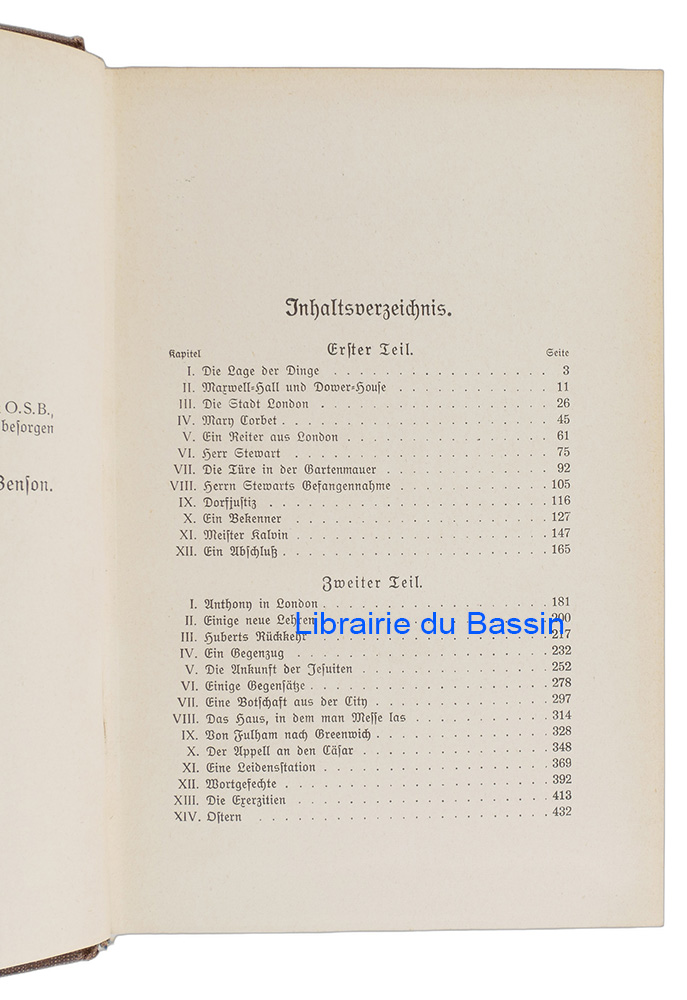 O.S.B.,
besorgen
Benson.
Inhaltsverzeichnis.
Kapitel Erster Teil. Seite
I. Die Lage der Dinge . . . . . . . . . . . . . . . . 3
II. Maxwell-Hall und Dower-House . . . . . . . . . . 11
III. Die Stadt London . . . . . . . . . . . . . . . . 26
IV. Mary Corbet . . . . . . . . . . . . . . . . . . 45
V. Ein Reiter aus London . . . . . . . . . . . . . . 61
VI. Herr Stewart . . . . . . . . . . . . . . . . . . 75
VII. Die Türe in der Gartenmauer . . . . . . . . . . . 92
VIII. Herrn Stewarts Gefangennahme . . . . . . . . . . 105
IX. Dorfjustiz . . . . . . . . . . . . . . . . . . . 116
X. Ein Bekenner . . . . . . . . . . . . . . . . . . 127
XI. Meister Kalvin . . . . . . . . . . . . . . . . . 147
XII. Ein Abschluß . . . . . . . . . . . . . . . . . . 165
Zweiter Teil.
I. Anthony in London . . . . . . . . . . . . . . . . 181
II. Einige neue Lehren . . . . . . . . . . . . . . . 200
Librairie du Bassin
III. Huberts Rückkehr . . . . . . . . . . . . . . . . 217
IV. Ein Gegenzug . . . . . . . . . . . . . . . . . . 232
V. Die Ankunft der Jesuiten . . . . . . . . . . . . . 252
VI. Einige Gegensätze . . . . . . . . . . . . . . . . 278
VII. Eine Botschaft aus der City . . . . . . . . . . . 297
VIII. Das Haus, in dem man Messe las . . . . . . . . . 314
IX. Von Fulham nach Greenwich . . . . . . . . . . . . 328
X. Der Appell an den Cäsar . . . . . . . . . . . . . 348
XI. Eine Leidensstation . . . . . . . . . . . . . . . 369
XII. Wortgefechte . . . . . . . . . . . . . . . . . . 392
XIII. Die Exerzitien . . . . . . . . . . . . . . . . . 413
XIV. Ostern . . . . . . . . . . . . . . . . . . . . . 432